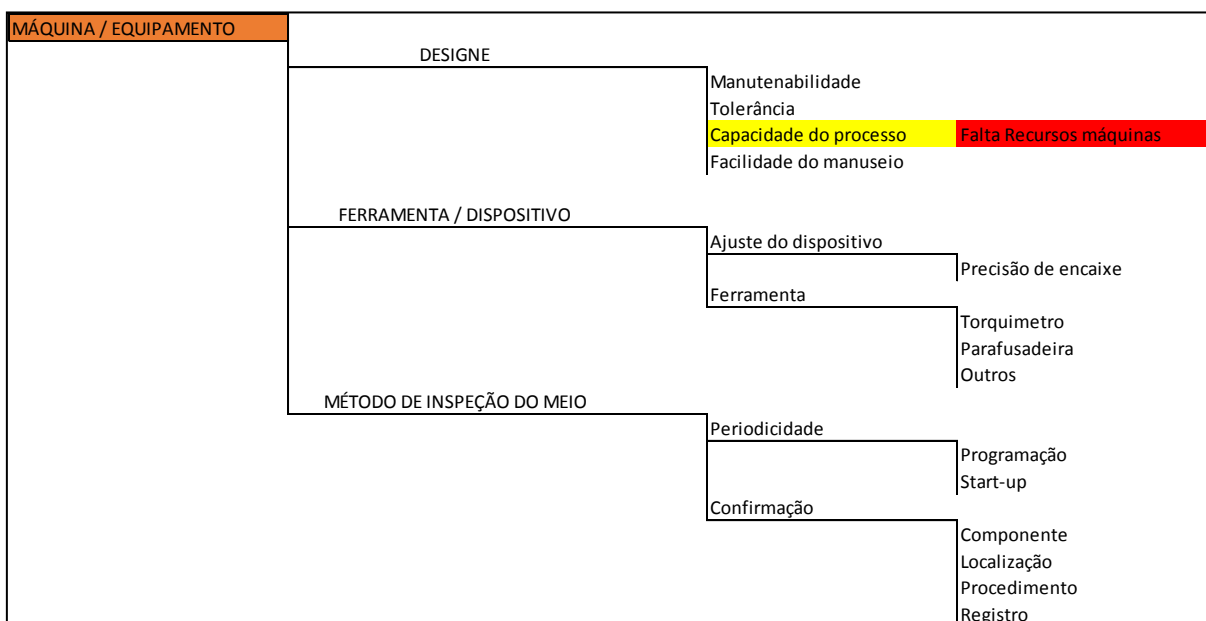 MÁQUINA / EQUIPAMENTO
DESIGNE
Manutenabilidade
Tolerância
Capacidade do processo
Falta Recursos máquinas
Facilidade do manuseio
FERRAMENTA / DISPOSITIVO
Ajuste do dispositivo
Precisão de encaixe
Ferramenta
Torquimetro
Parafusadeira
Outros
MÉTODO DE INSPEÇÃO DO MEIO
Periodicidade
Programação
Start-up
Confirmação
Componente
Localização
Procedimento
Registro